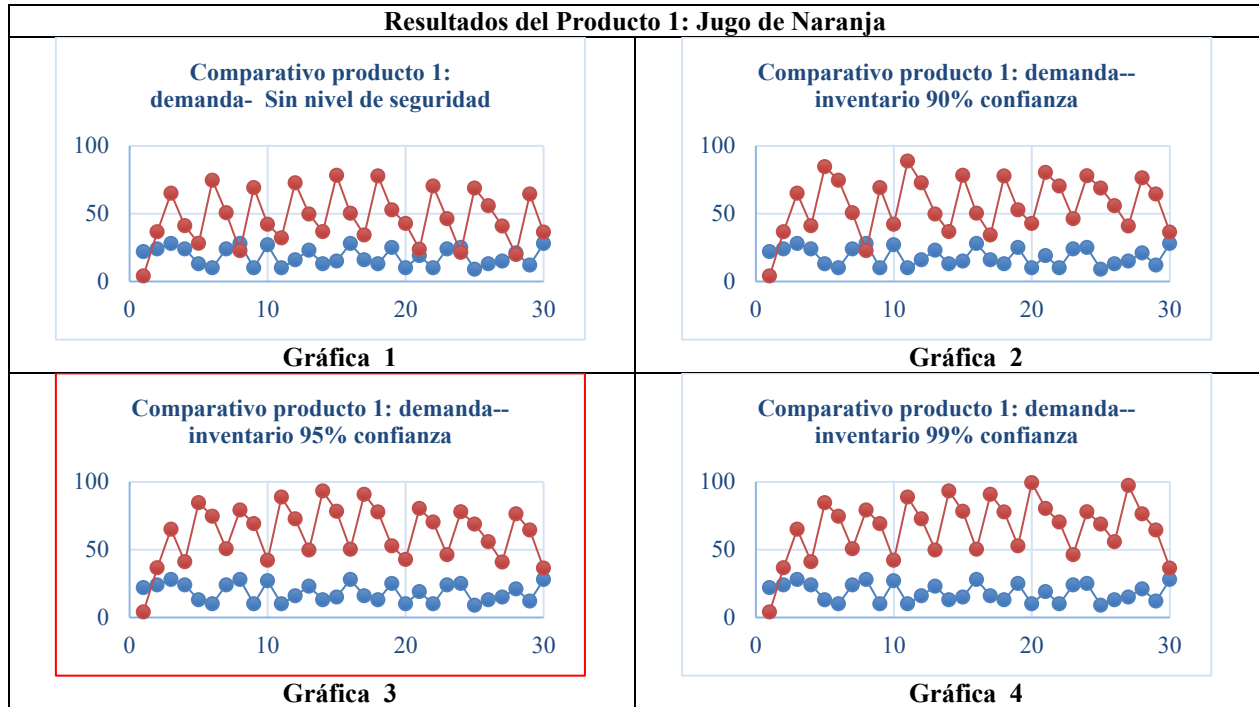 Resultados del Producto 1: Jugo de Naranja
Comparativo producto 1:
demanda- Sin nivel de seguridad
100
50
0
0 10 20 30
Gráfica 1
Comparativo producto 1: demanda--
inventario 90% confianza
100
50
0
0 10 20 30
Gráfica 2
Comparativo producto 1: demanda--
inventario 95% confianza
100
50
0
0 10 20 30
Gráfica 3
Comparativo producto 1: demanda--
inventario 99% confianza
100
50
0
0 10 20 30
Gráfica 4